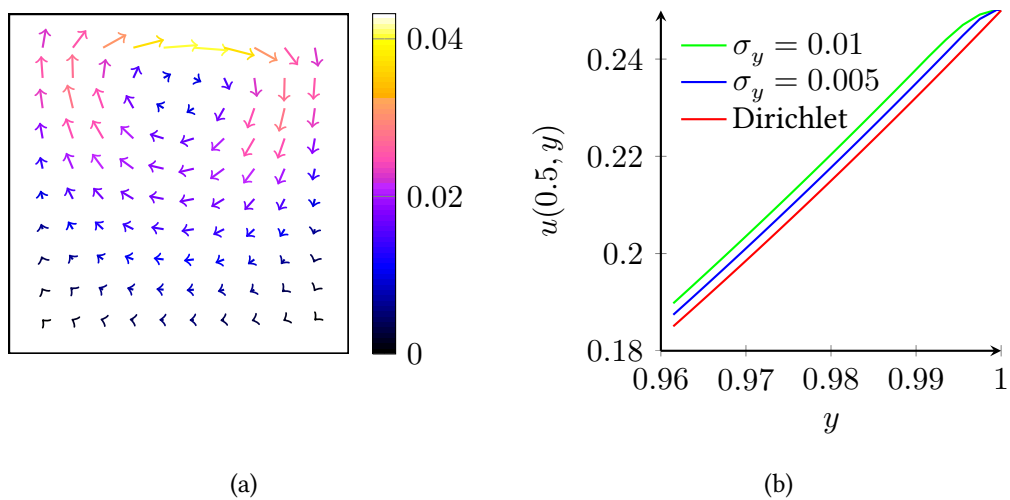 0.04
0.02
0
(a)
u(0.5, y)
0.24
0.22
0.2
0.18
σ_y = 0.01
σ_y = 0.005
Dirichlet
0.96 0.97 0.98 0.99 1
y
(b)